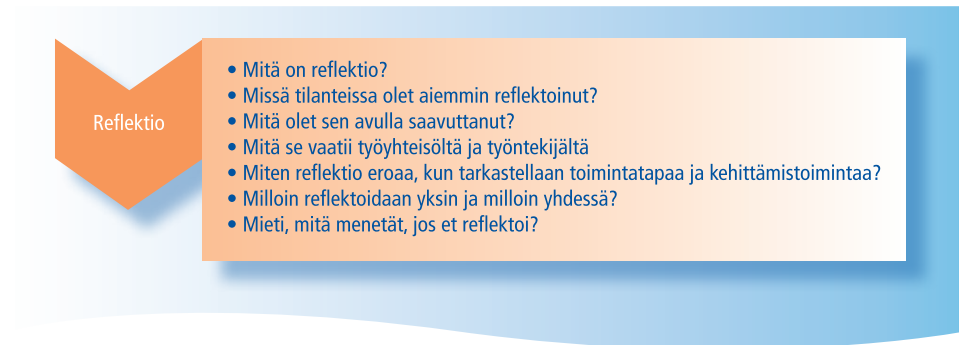 Reflektio
• Mitä on reflektio?
• Missä tilanteissa olet aiemmin reflektoinut?
• Mitä olet sen avulla saavuttanut?
• Mitä se vaatii työyhteisöltä ja työntekijältä
• Miten reflektio eroaa, kun tarkastellaan toimintatapaa ja kehittämistoimintaa?
• Milloin reflektoidaan yksin ja milloin yhdessä?
• Mieti, mitä menetät, jos et reflektoi?